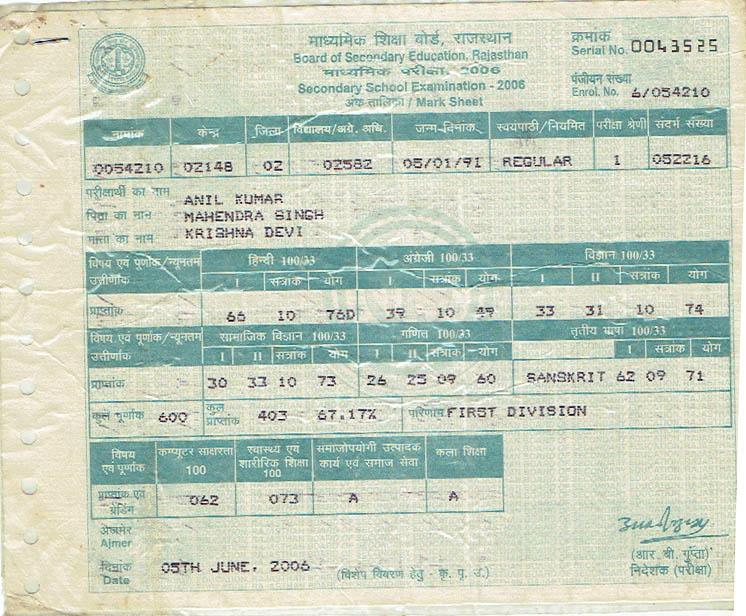 माध्यमिक शिक्षा बोर्ड, राजस्थान
Board of Secondary Education, Rajasthan
माध्यमिक परीक्षा, 2006
Secondary School Examination - 2006
अंक तालिका / Mark Sheet
क्रमांक
Serial No. 0043525
पंजीयन संख्या
Enrol. No. 6/054210
नामांक केन्द्र जिला विद्यालय/अग्रे. अधि. जन्म-दिनांक स्वयंपाठी/नियमित परीक्षा श्रेणी संदर्भ संख्या
0054210 02148 02 02582 05/01/91 REGULAR 1 052216
परीक्षार्थी का नाम ANIL KUMAR
पिता का नाम MAHENDRA SINGH
माता का नाम KRISHNA DEVI
विषय एवं पूर्णांक/न्यूनतम उत्तीर्णांक हिन्दी 100/33 अंग्रेजी 100/33 विज्ञान 100/33
I सत्रांक योग I सत्रांक योग I II सत्रांक योग
प्राप्तांक 66 10 76D 39 10 49 33 31 10 74
विषय एवं पूर्णांक/न्यूनतम उत्तीर्णांक सामाजिक विज्ञान 100/33 गणित 100/33 तृतीय भाषा 100/33
I II सत्रांक योग I II सत्रांक योग I सत्रांक योग
प्राप्तांक 30 33 10 73 26 25 09 60 SANSKRIT 62 09 71
कुल पूर्णांक 600 कुल प्राप्तांक 403 67.17% परिणाम FIRST DIVISION
विषय एवं पूर्णांक कम्प्यूटर साक्षरता 100 स्वास्थ्य एवं शारीरिक शिक्षा 100 समाजोपयोगी उत्पादक कार्य एवं समाज सेवा कला शिक्षा
प्राप्तांक एवं ग्रेडिंग 062 073 A A
अजमेर
Ajmer
दिनांक
Date 05TH JUNE, 2006
(विशेष विवरण हेतु - कृ. पृ. उ.)
(आर. बी. गुप्ता)
निदेशक (परीक्षा)